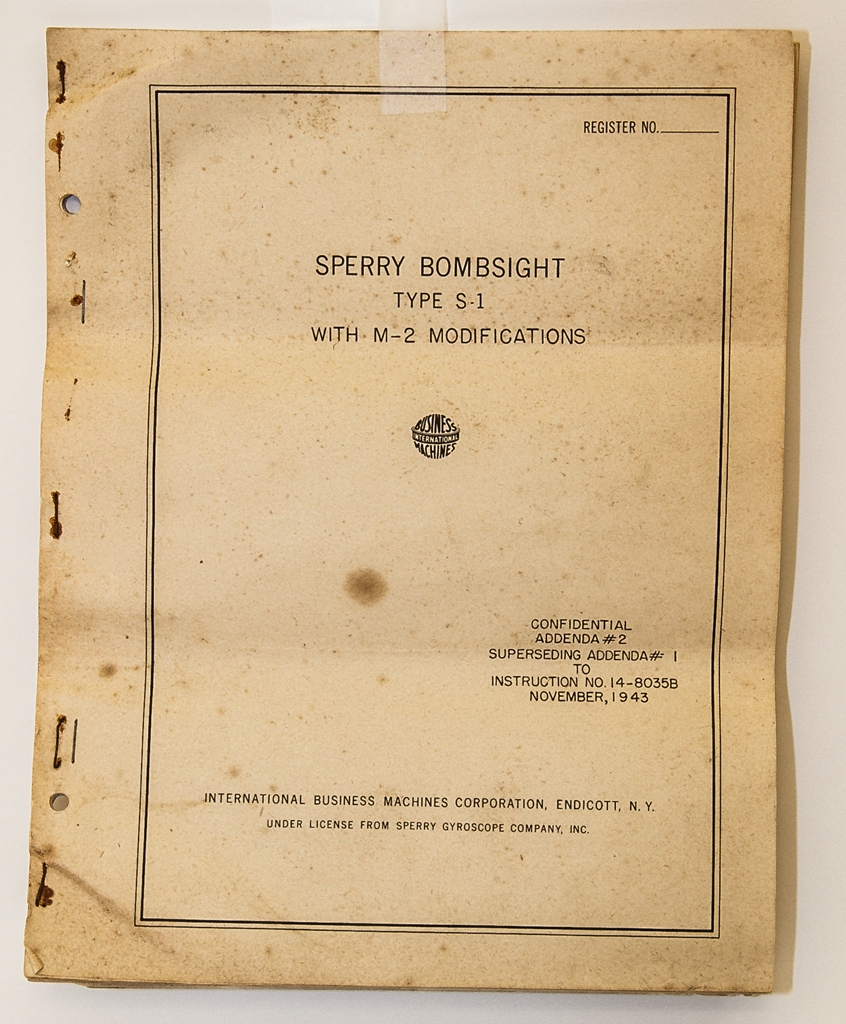 REGISTER NO.
SPERRY BOMBSIGHT
TYPE S-1
WITH M-2 MODIFICATIONS
BUSINESS
INTERNATIONAL
MACHINES
CONFIDENTIAL
ADDENDA #2
SUPERSEDING ADDENDA# 1
TO
INSTRUCTION NO. 14-8035B
NOVEMBER, 1943
INTERNATIONAL BUSINESS MACHINES CORPORATION, ENDICOTT, N. Y.
UNDER LICENSE FROM SPERRY GYROSCOPE COMPANY, INC.